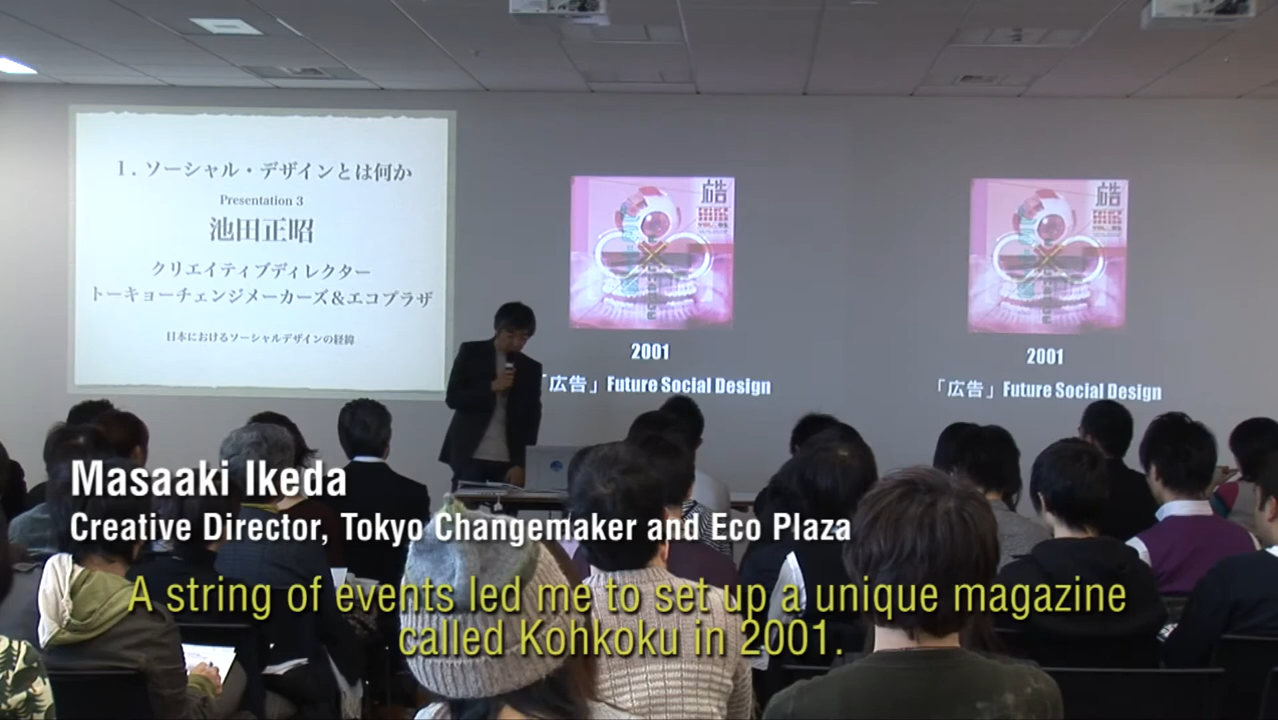 1. ソーシャル・デザインとは何か
Presentation 3
池田正昭
クリエイティブディレクター
トーキョーチェンジメーカーズ＆エコプラザ
日本におけるソーシャルデザインの経緯
2001
「広告」Future Social Design
2001
「広告」Future Social Design
Masaaki Ikeda
Creative Director, Tokyo Changemaker and Eco Plaza
A string of events led me to set up a unique magazine
called Kohkoku in 2001.